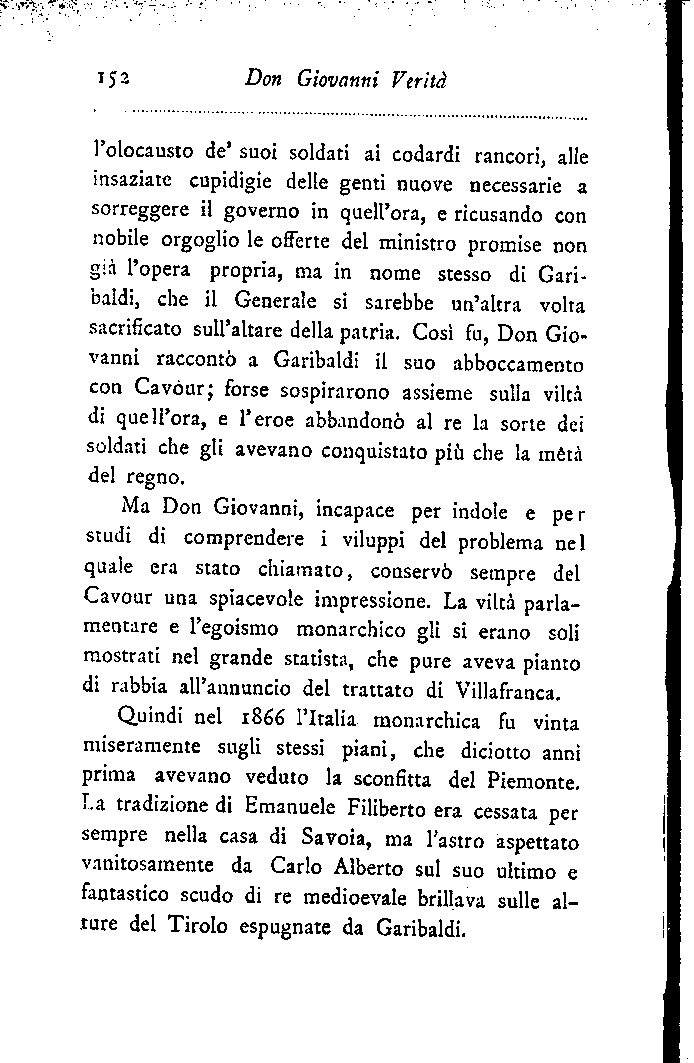 152 Don Giovanni Verità
l'olocausto de' suoi soldati ai codardi rancori, alle
insaziate cupidigie delle genti nuove necessarie a
sorreggere il governo in quell'ora, e ricusando con
nobile orgoglio le offerte del ministro promise non
già l'opera propria, ma in nome stesso di Gari-
baldi, che il Generale si sarebbe un'altra volta
sacrificato sull'altare della patria. Così fu, Don Gio-
vanni raccontò a Garibaldi il suo abboccamento
con Cavour; forse sospirarono assieme sulla viltà
di quell'ora, e l'eroe abbandonò al re la sorte dei
soldati che gli avevano conquistato più che la mêtà
del regno.
Ma Don Giovanni, incapace per indole e per
studi di comprendere i viluppi del problema nel
quale era stato chiamato, conservò sempre del
Cavour una spiacevole impressione. La viltà parla-
mentare e l'egoismo monarchico gli si erano soli
mostrati nel grande statista, che pure aveva pianto
di rabbia all'annuncio del trattato di Villafranca.
Quindi nel 1866 l'Italia monarchica fu vinta
miseramente sugli stessi piani, che diciotto anni
prima avevano veduto la sconfitta del Piemonte.
La tradizione di Emanuele Filiberto era cessata per
sempre nella casa di Savoia, ma l'astro aspettato
vanitosamente da Carlo Alberto sul suo ultimo e
fantastico scudo di re medioevale brillava sulle al-
ture del Tirolo espugnate da Garibaldi.